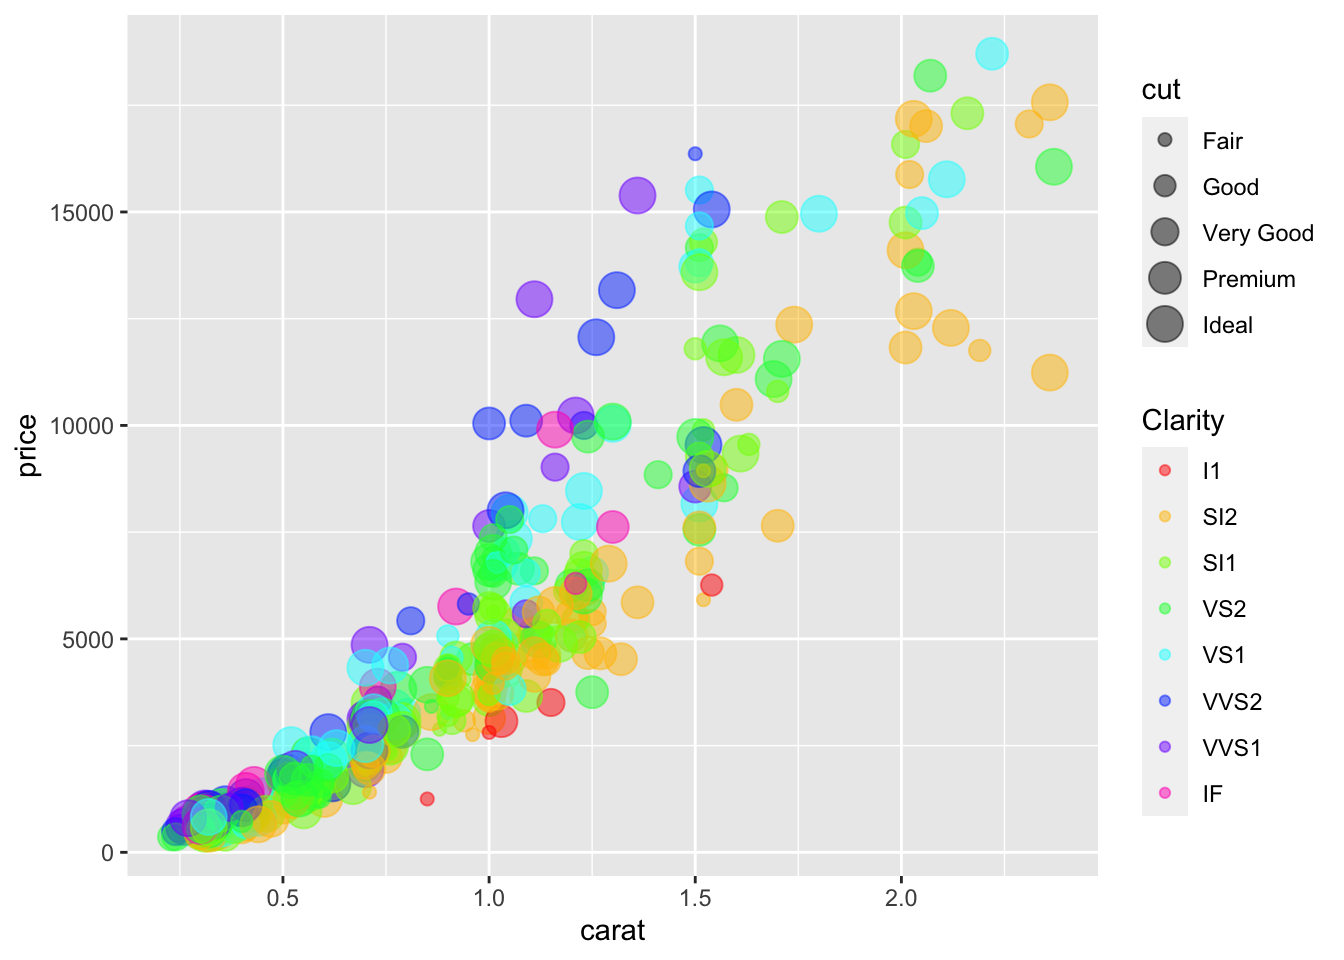 cut
Fair
Good
Very Good
Premium
Ideal
Clarity
I1
SI2
SI1
VS2
VS1
VVS2
VVS1
IF
price
15000
10000
5000
0
0.5 1.0 1.5 2.0
carat